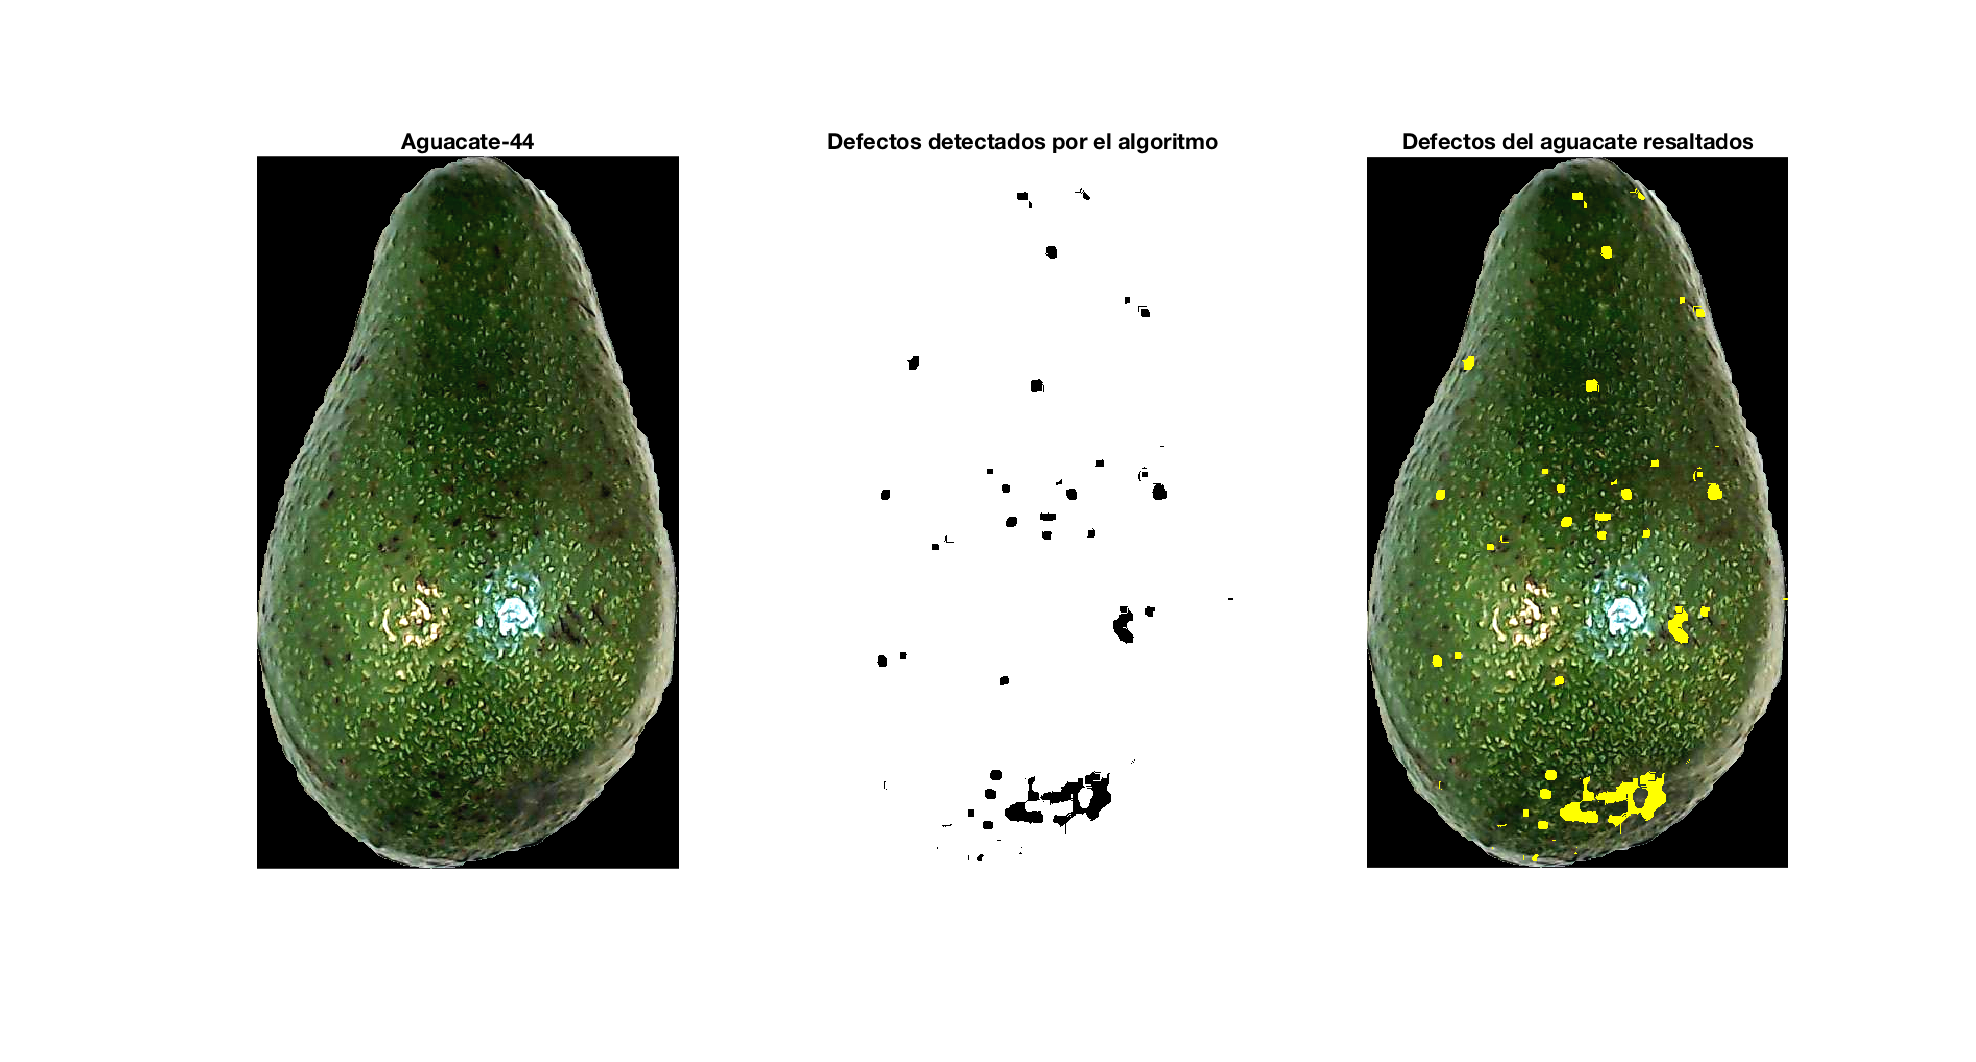 Aguacate-44
Defectos detectados por el algoritmo
Defectos del aguacate resaltados